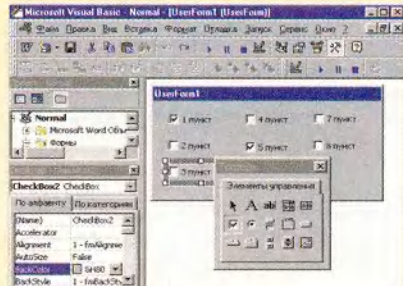 Microsoft Visual Basic - Normal - [UserForm1 (UserForm)]
Файл Правка Вид Вставка Формат Отладка Запуск Сервис Окно ?
UserForm1
1 пункт
4 пункт
7 пункт
2 пункт
5 пункт
3 пункт
Normal
Microsoft Word Объ
Формы
Элементы управления
CheckBox2 CheckBox
По алфавиту
По категориям
(Name) CheckBox2
Accelerator
Alignment 1 - fmAlignme
AutoSize False
BackColor
BackStyle 1 - fmBackSty